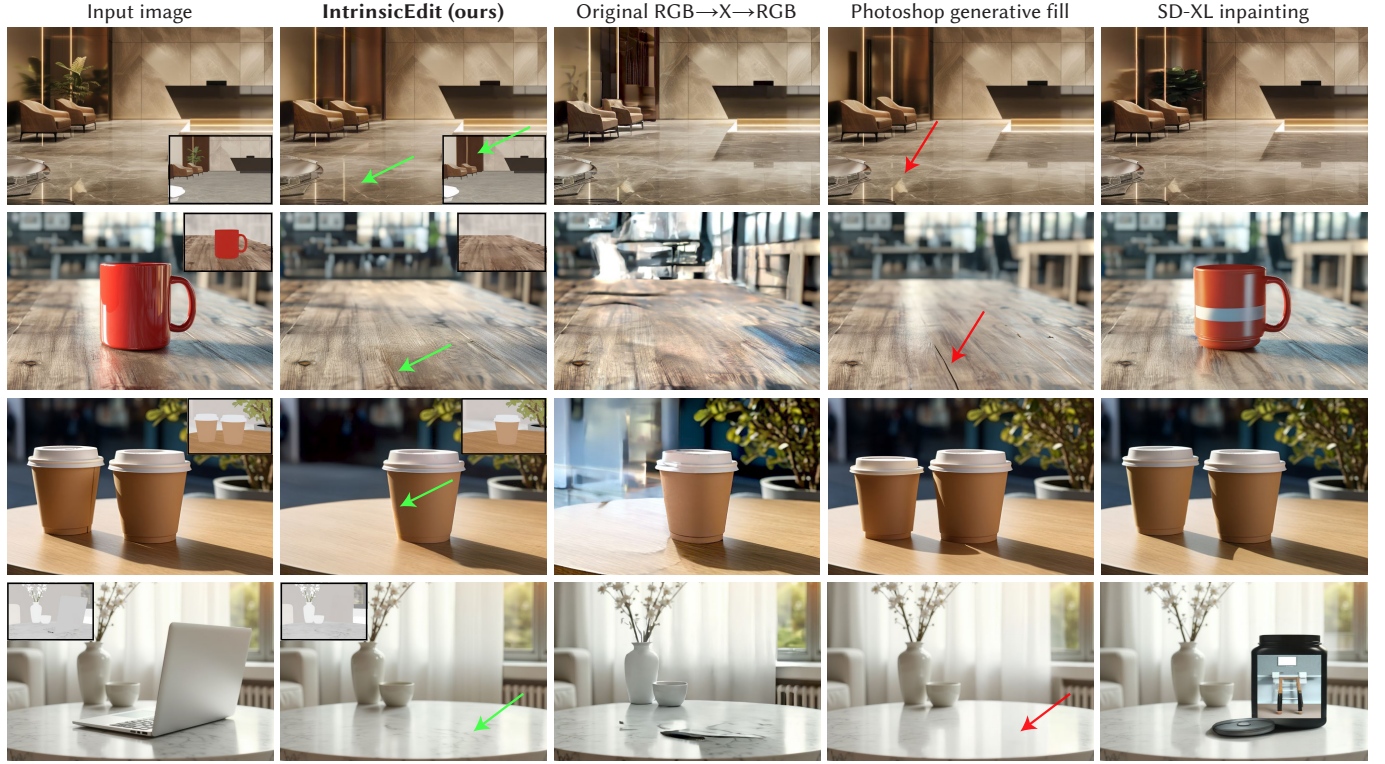 Input image
IntrinsicEdit (ours)
Original RGB→X→RGB
Photoshop generative fill
SD-XL inpainting